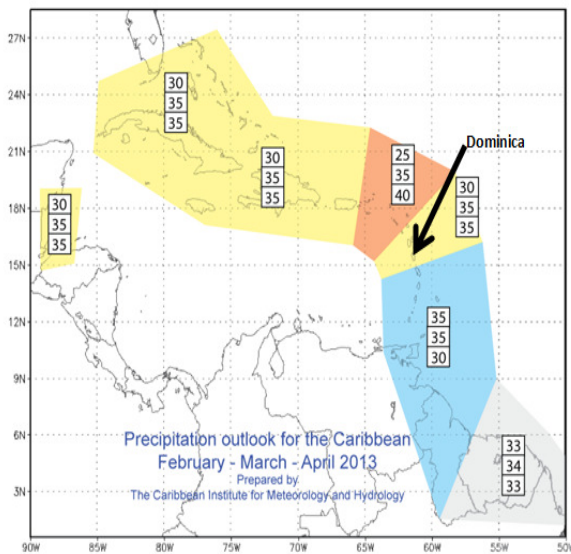 27N
24N
21N
18N
15N
12N
9N
6N
3N
30
35
35
30
35
35
25
35
40
Dominica
30
35
35
30
35
35
35
35
30
33
34
33
Precipitation outlook for the Caribbean
February - March - April 2013
Prepared by
The Caribbean Institute for Meteorology and Hydrology
90W 85W 80W 75W 70W 65W 60W 55W 50W